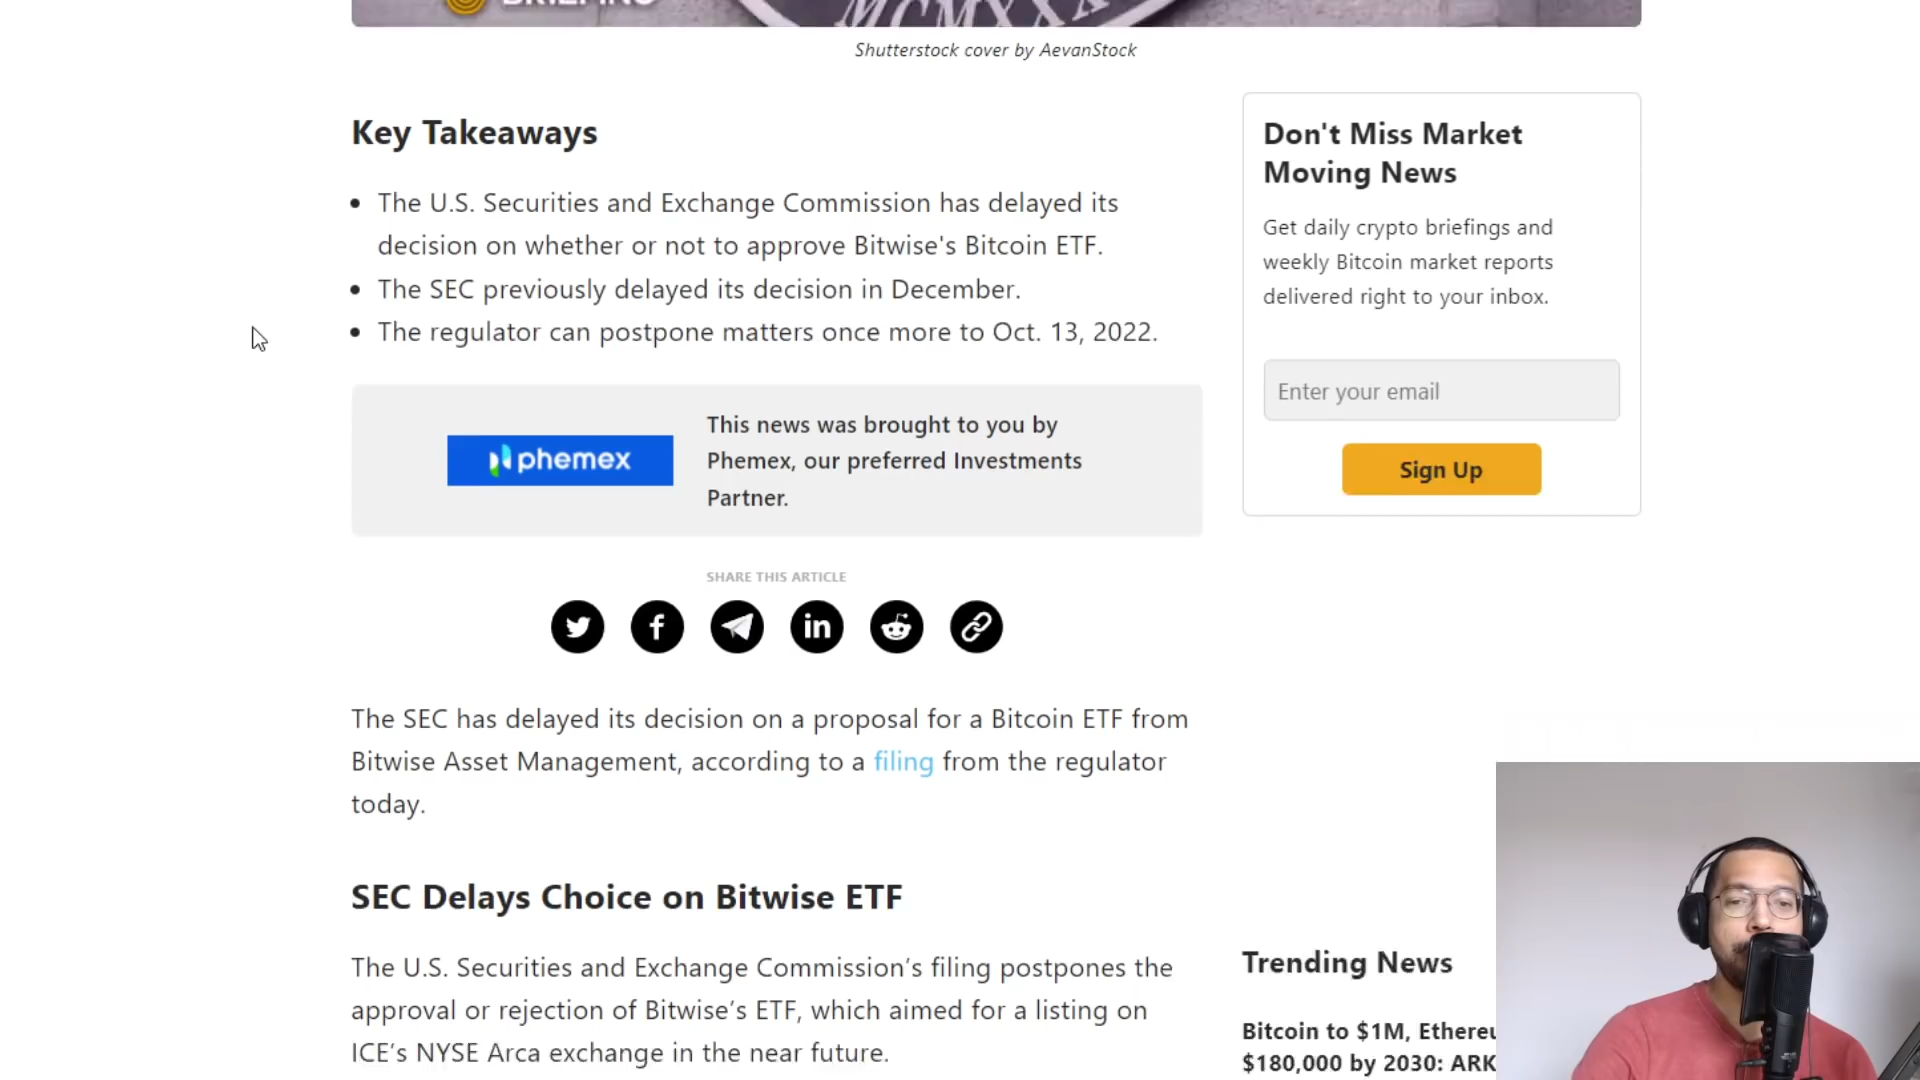 BRIEFING
MCMXXX
Shutterstock cover by AevanStock
Key Takeaways
The U.S. Securities and Exchange Commission has delayed its
decision on whether or not to approve Bitwise's Bitcoin ETF.
The SEC previously delayed its decision in December.
The regulator can postpone matters once more to Oct. 13, 2022.
phemex
This news was brought to you by
Phemex, our preferred Investments
Partner.
SHARE THIS ARTICLE
The SEC has delayed its decision on a proposal for a Bitcoin ETF from
Bitwise Asset Management, according to a filing from the regulator
today.
SEC Delays Choice on Bitwise ETF
The U.S. Securities and Exchange Commission’s filing postpones the
approval or rejection of Bitwise’s ETF, which aimed for a listing on
ICE’s NYSE Arca exchange in the near future.
Don't Miss Market
Moving News
Get daily crypto briefings and
weekly Bitcoin market reports
delivered right to your inbox.
Enter your email
Sign Up
Trending News
Bitcoin to $1M, Ethereu
$180,000 by 2030: ARK